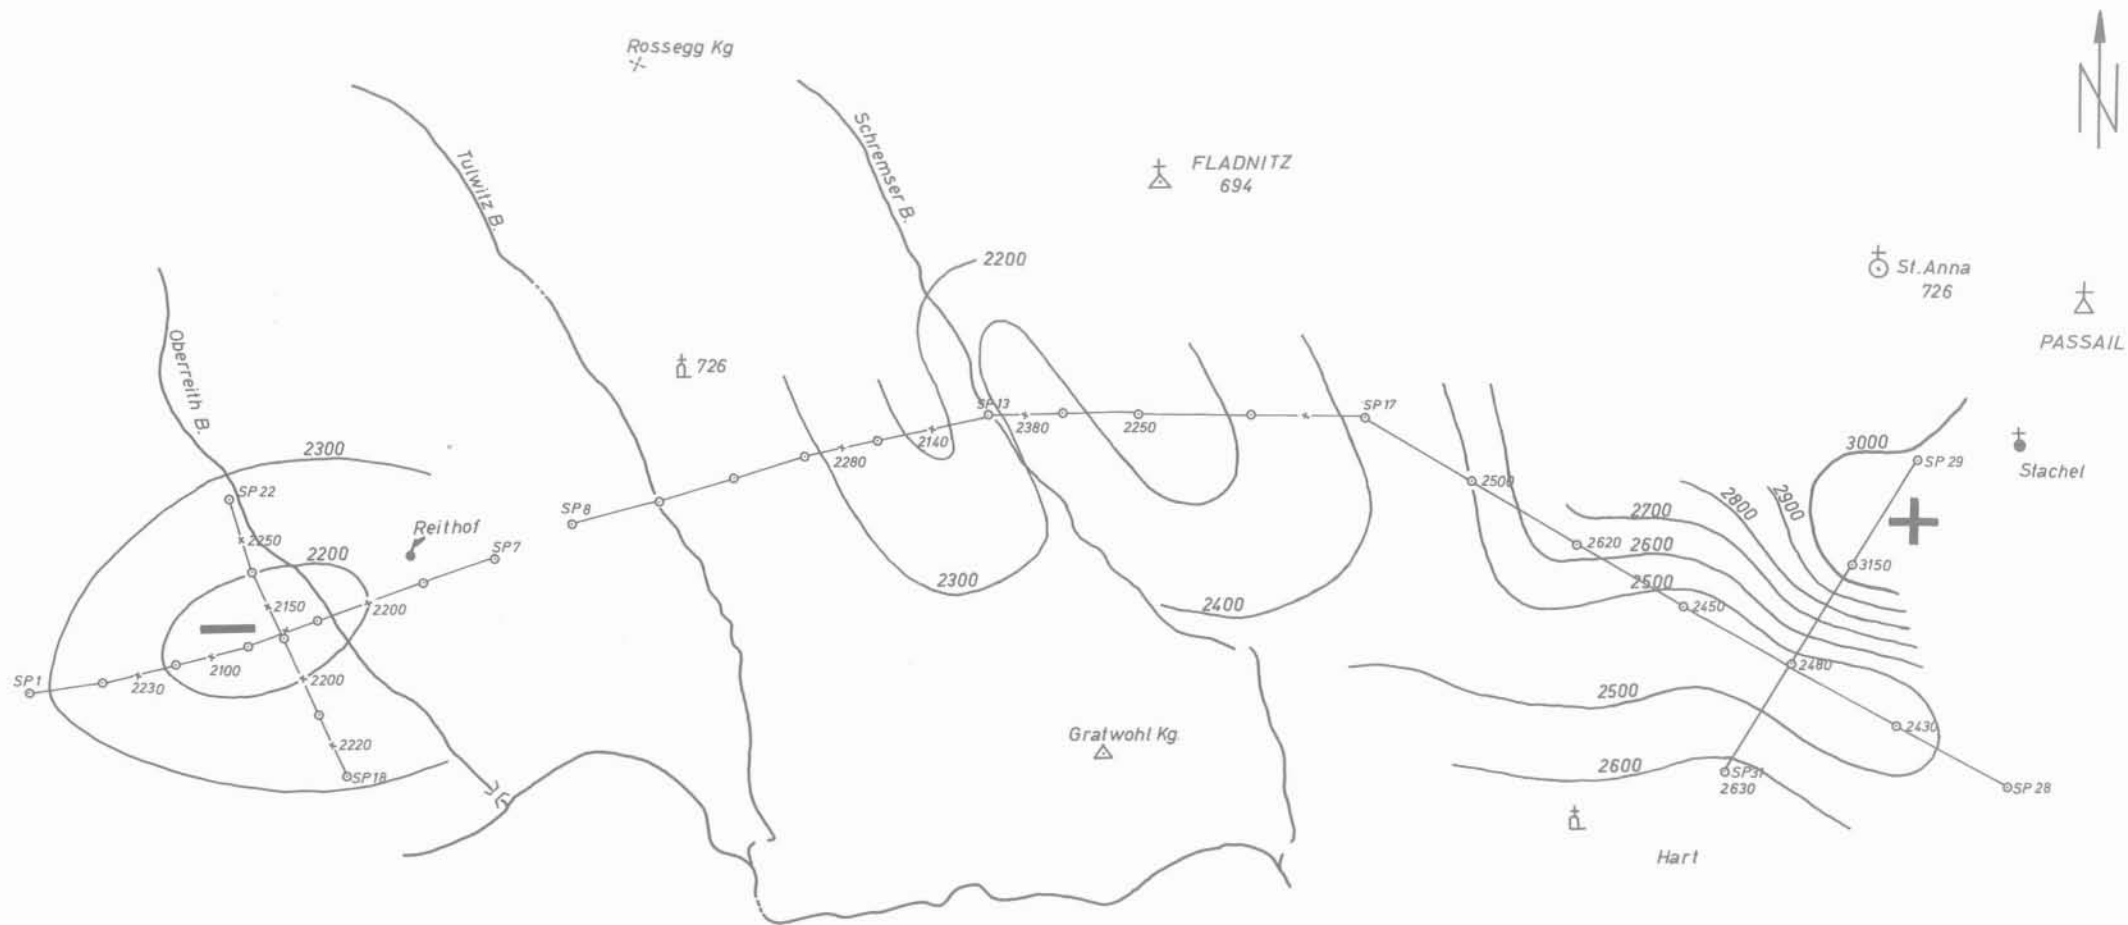 Rossegg Kg
N
Tulwitz B.
Schremser B.
FLADNITZ
694
2200
St. Anna
726
PASSAIL
Oberreith B.
726
SP 13
2380
2250
SP 17
2140
2280
3000
SP 29
Stachel
2300
SP 22
2250
Reithof
SP 7
SP 8
2200
2500
2700
2800
2900
2620
2600
3150
2300
2400
2500
2450
2150
2200
2100
2230
SP 1
2200
2480
2500
2430
2220
SP 18
Gratwohl Kg.
2600
SP 31
2630
SP 28
Hart